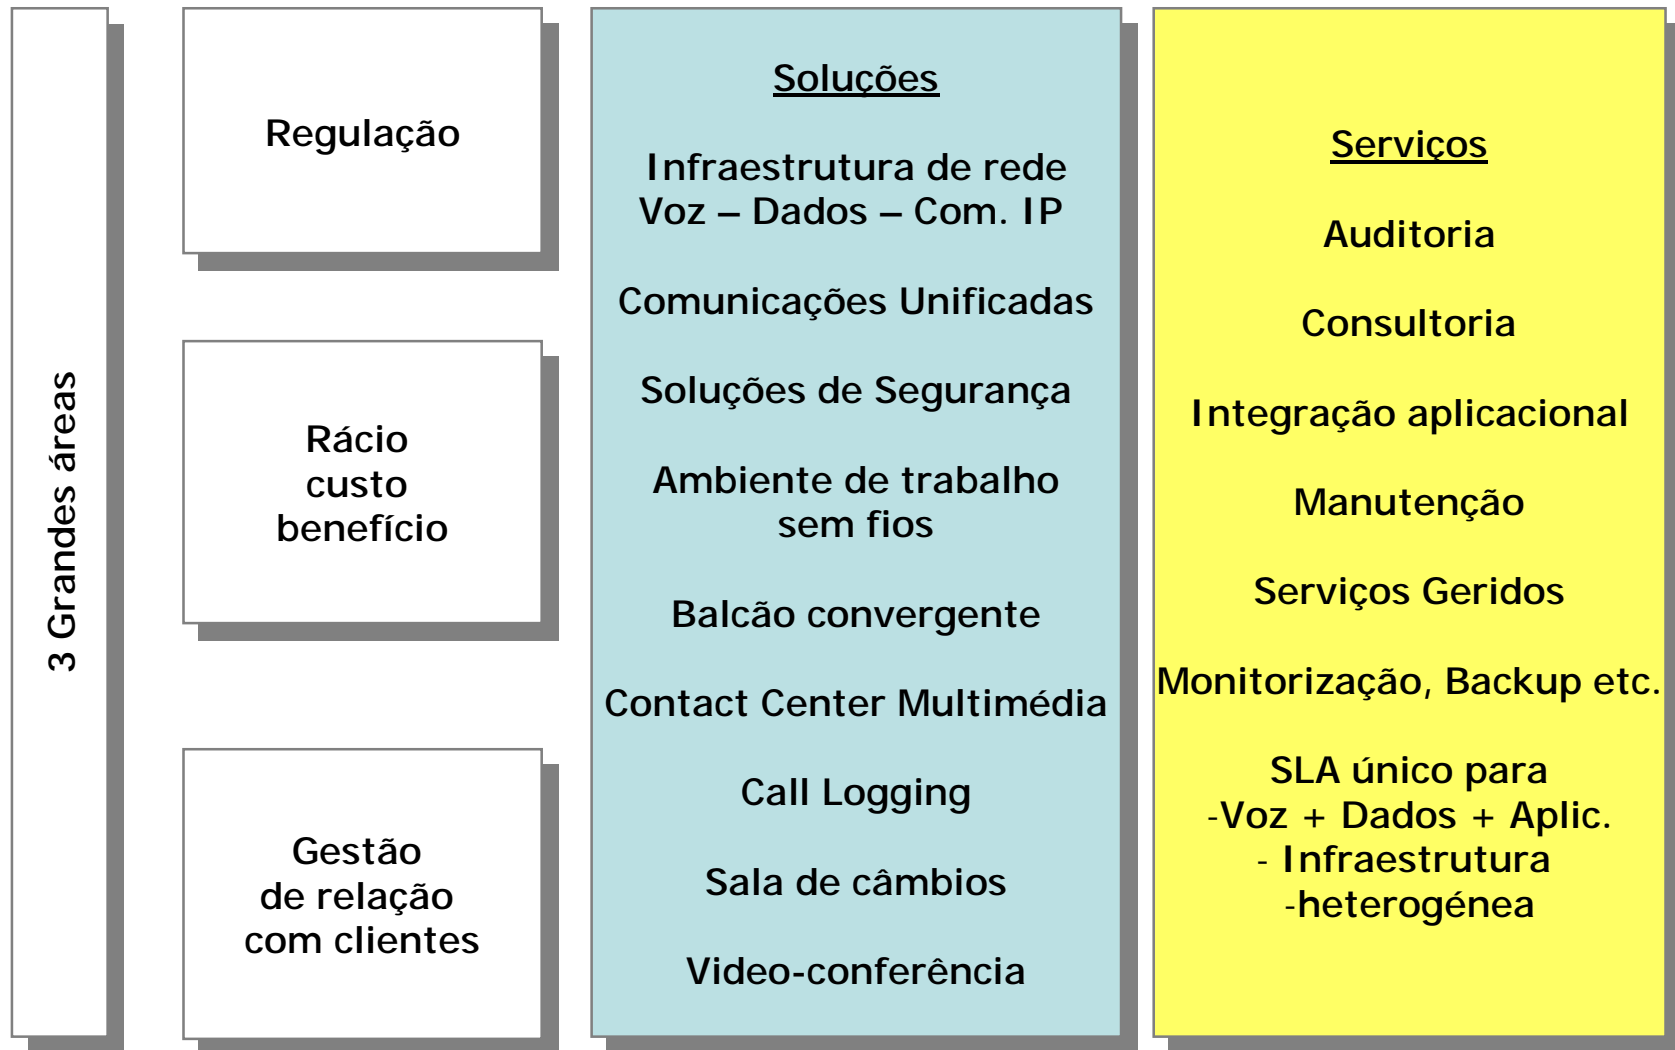 3 Grandes áreas
Regulação
Rácio
custo
benefício
Gestão
de relação
com clientes
Soluções
Infraestrutura de rede
Voz – Dados – Com. IP
Comunicações Unificadas
Soluções de Segurança
Ambiente de trabalho
sem fios
Balcão convergente
Contact Center Multimédia
Call Logging
Sala de câmbios
Video-conferência
Serviços
Auditoria
Consultoria
Integração aplicacional
Manutenção
Serviços Geridos
Monitorização, Backup etc.
SLA único para
-Voz + Dados + Aplic.
- Infraestrutura
-heterogénea